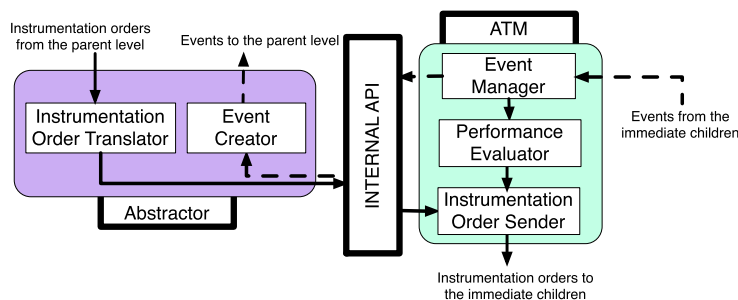 Instrumentation orders
from the parent level
Events to the parent level
Instrumentation
Order Translator
Event
Creator
Abstractor
INTERNAL API
ATM
Event
Manager
Performance
Evaluator
Instrumentation
Order Sender
Events from the
immediate children
Instrumentation orders to
the immediate children